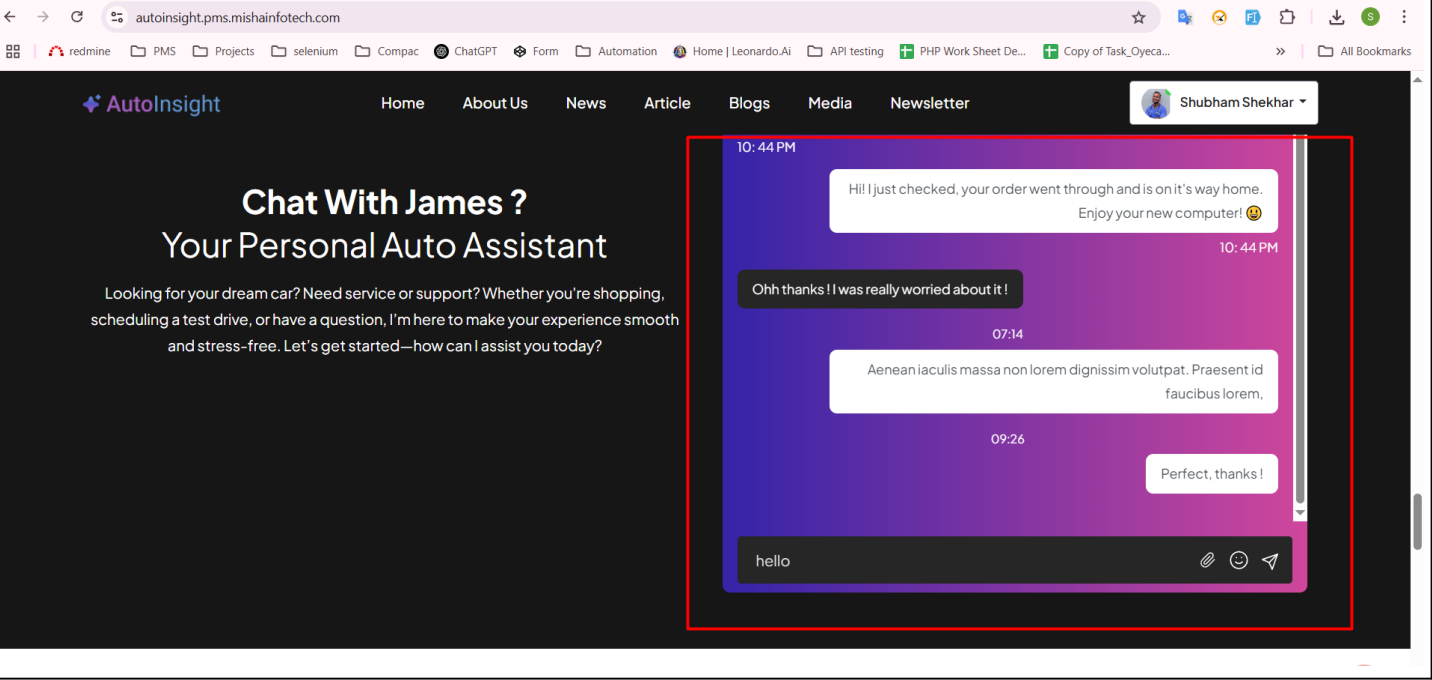 autoinsight.pms.mishainfotech.com
S
redmine PMS Projects selenium Compac ChatGPT Form Automation Home | Leonardo.Ai API testing PHP Work Sheet De... Copy of Task_Oyeca... » All Bookmarks
AutoInsight Home About Us News Article Blogs Media Newsletter Shubham Shekhar
Chat With James ?
Your Personal Auto Assistant
Looking for your dream car? Need service or support? Whether you're shopping,
scheduling a test drive, or have a question, I'm here to make your experience smooth
and stress-free. Let's get started—how can I assist you today?
10: 44 PM
Hi! I just checked, your order went through and is on it's way home.
Enjoy your new computer! 😃
10: 44 PM
Ohh thanks ! I was really worried about it !
07:14
Aenean iaculis massa non lorem dignissim volutpat. Praesent id
faucibus lorem,
09:26
Perfect, thanks !
hello